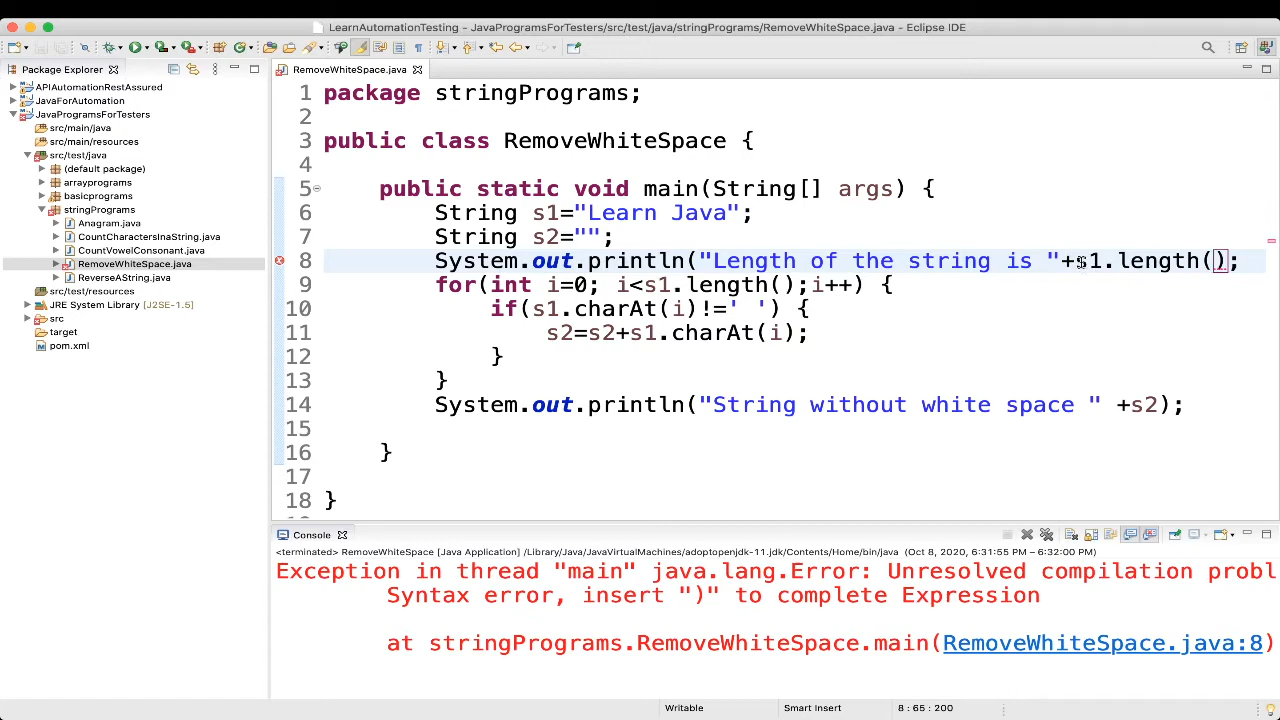 LearnAutomationTesting - JavaProgramsForTesters/src/test/java/stringPrograms/RemoveWhiteSpace.java - Eclipse IDE
Package Explorer
RemoveWhiteSpace.java
APIAutomationRestAssured
JavaForAutomation
JavaProgramsForTesters
src/main/java
src/main/resources
src/test/java
(default package)
arrayprograms
basicprograms
stringPrograms
Anagram.java
CountCharactersInaString.java
CountVowelConsonant.java
RemoveWhiteSpace.java
ReverseAString.java
src/test/resources
JRE System Library [J2SE-1.5]
src
target
pom.xml
1 package stringPrograms;
2
3 public class RemoveWhiteSpace {
4
5 public static void main(String[] args) {
6 String s1="Learn Java";
7 String s2="";
8 System.out.println("Length of the string is "+s1.length();
9 for(int i=0; i<s1.length();i++) {
10 if(s1.charAt(i)!=' ') {
11 s2=s2+s1.charAt(i);
12 }
13 }
14 System.out.println("String without white space " +s2);
15
16 }
17
18 }
Console
<terminated> RemoveWhiteSpace [Java Application] /Library/Java/JavaVirtualMachines/adoptopenjdk-11.jdk/Contents/Home/bin/java (Oct 8, 2020, 6:31:55 PM – 6:32:00 PM)
Exception in thread "main" java.lang.Error: Unresolved compilation probl
Syntax error, insert ")" to complete Expression
at stringPrograms.RemoveWhiteSpace.main(RemoveWhiteSpace.java:8)
Writable
Smart Insert
8 : 65 : 200